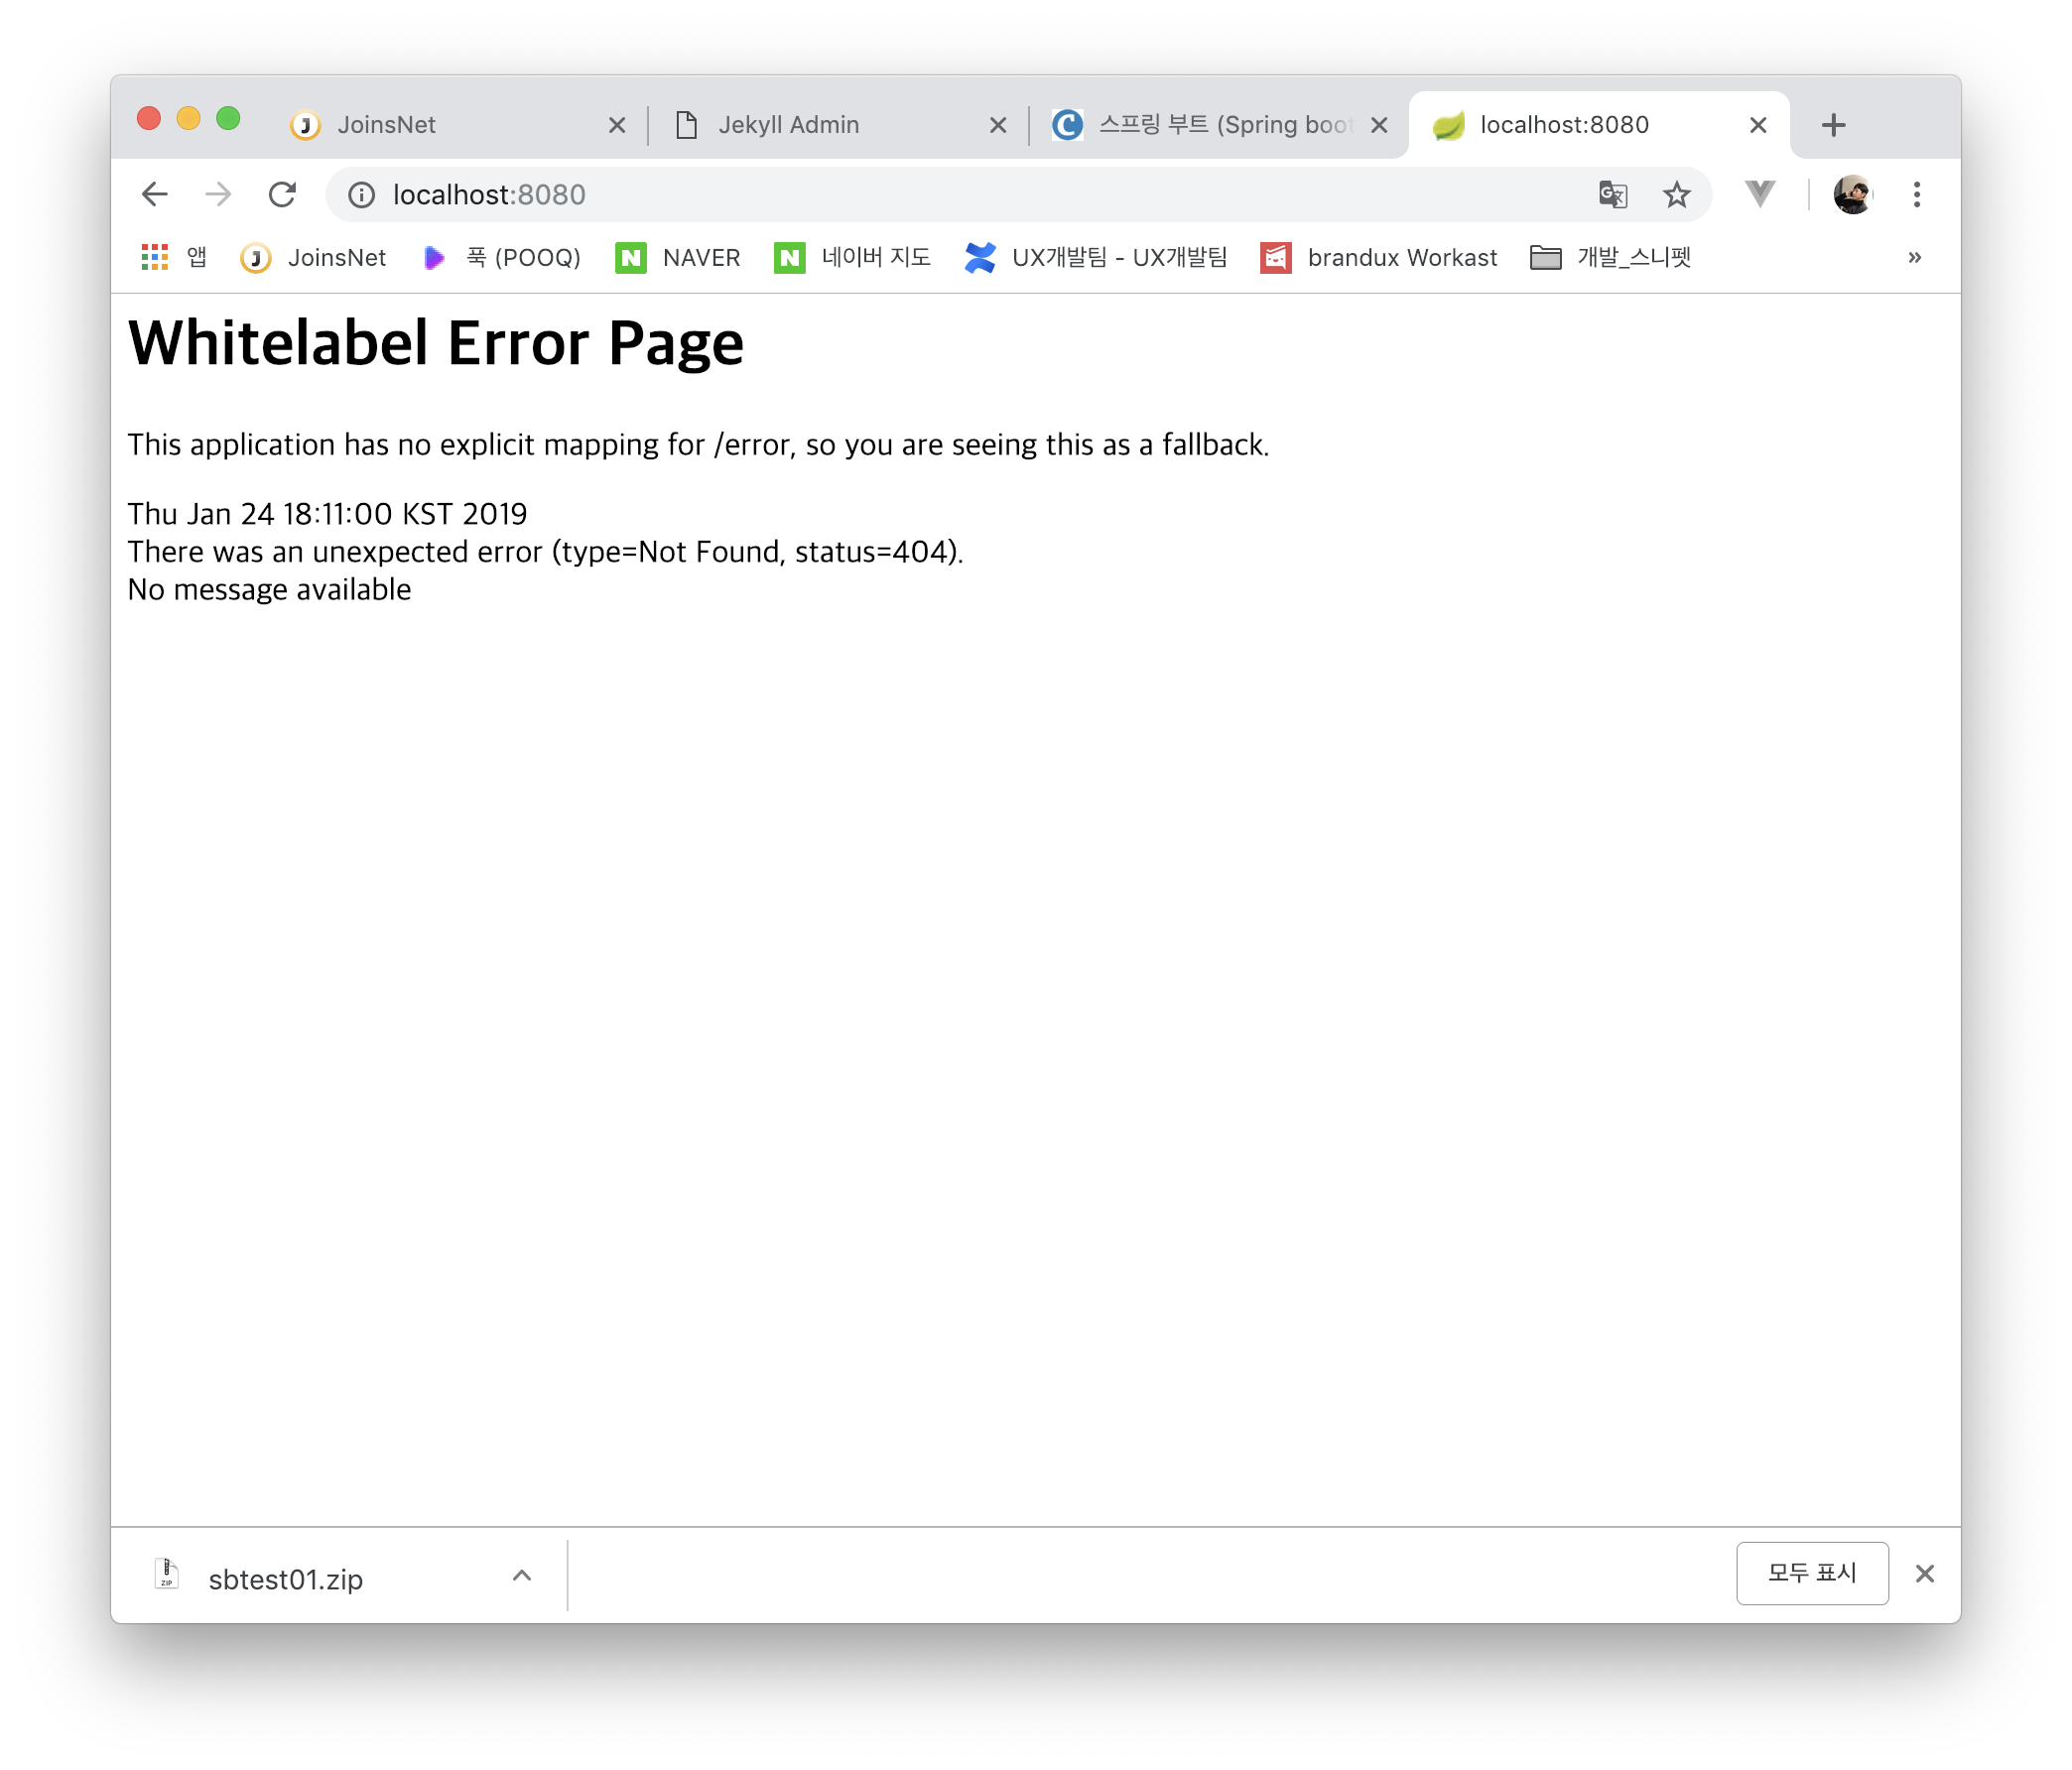 JoinsNet
Jekyll Admin
스프링 부트 (Spring boot
localhost:8080
localhost:8080
앱
JoinsNet
푹 (POOQ)
NAVER
네이버 지도
UX개발팀 - UX개발팀
brandux Workast
개발_스니펫
»
Whitelabel Error Page
This application has no explicit mapping for /error, so you are seeing this as a fallback.
Thu Jan 24 18:11:00 KST 2019
There was an unexpected error (type=Not Found, status=404).
No message available
ZIP
sbtest01.zip
모두 표시